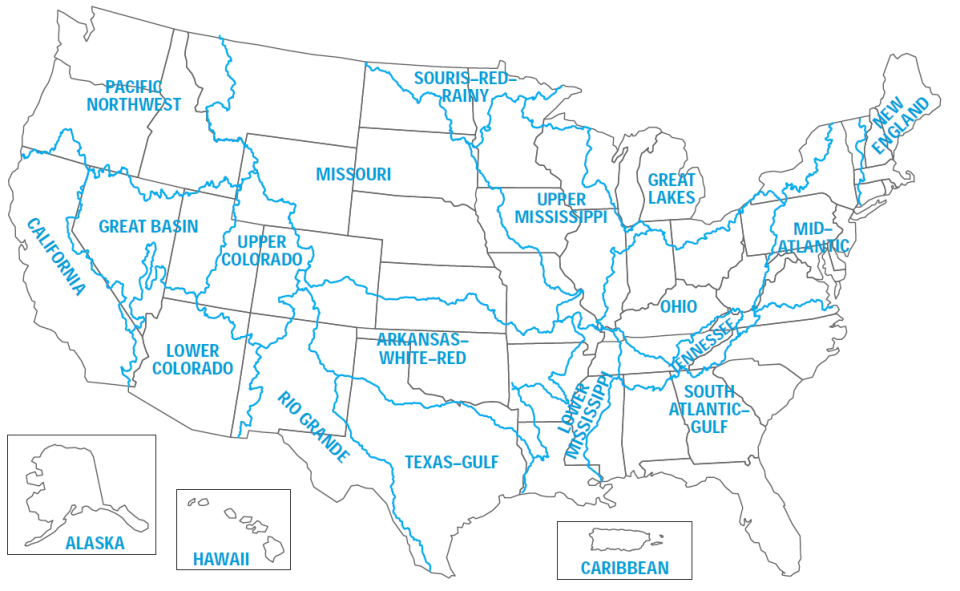 PACIFIC
NORTHWEST
SOURIS–RED–
RAINY
NEW
ENGLAND
MISSOURI
GREAT
LAKES
UPPER
MISSISSIPPI
GREAT BASIN
CALIFORNIA
UPPER
COLORADO
MID–
ATLANTIC
OHIO
TENNESSEE
ARKANSAS–
WHITE–RED
LOWER
COLORADO
RIO GRANDE
LOWER
MISSISSIPPI
SOUTH
ATLANTIC–
GULF
TEXAS–GULF
ALASKA
HAWAII
CARIBBEAN